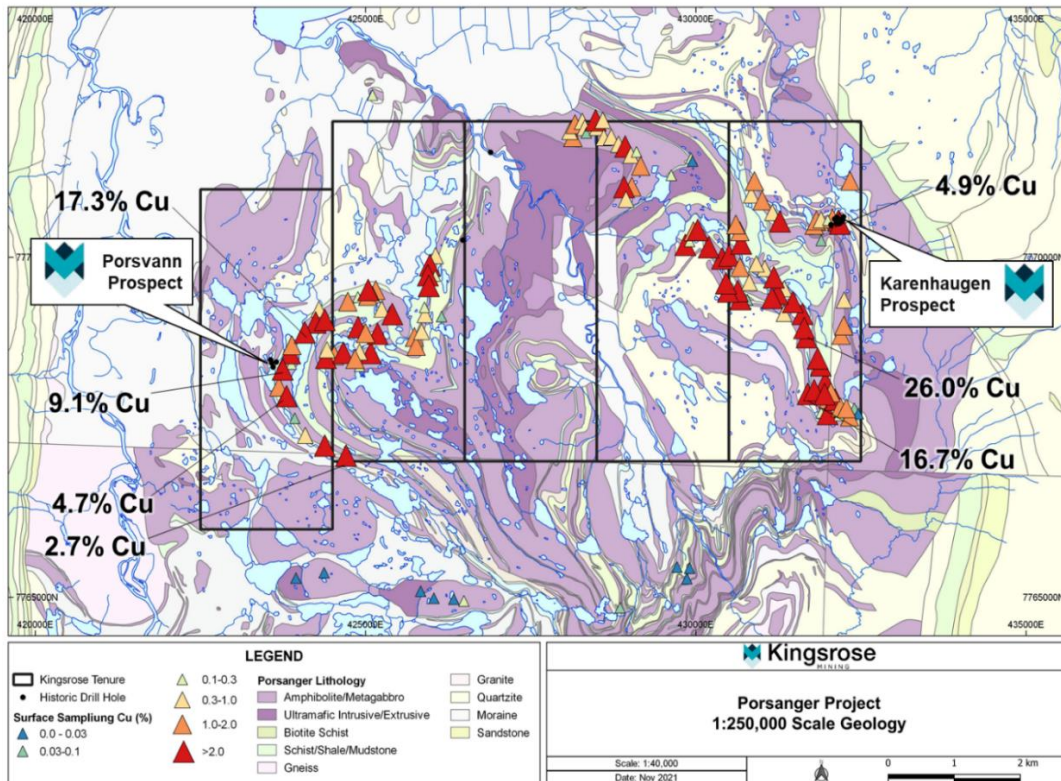 420000E
425000E
430000E
435000E
17.3% Cu
4.9% Cu
Porsvann
Prospect
7770000N
Karenhaugen
Prospect
9.1% Cu
26.0% Cu
16.7% Cu
4.7% Cu
2.7% Cu
7765000N
7765000N
420000E
425000E
430000E
435000E
LEGEND
Kingsrose Tenure
Historic Drill Hole
Surface Sampliung Cu (%)
0.0 - 0.03
0.03-0.1
0.1-0.3
0.3-1.0
1.0-2.0
>2.0
Porsanger Lithology
Amphibolite/Metagabbro
Ultramafic Intrusive/Extrusive
Biotite Schist
Schist/Shale/Mudstone
Gneiss
Granite
Quartzite
Moraine
Sandstone
Kingsrose
MINING
Porsanger Project
1:250,000 Scale Geology
Scale: 1:40,000
Date: Nov 2021
0 1 2 km